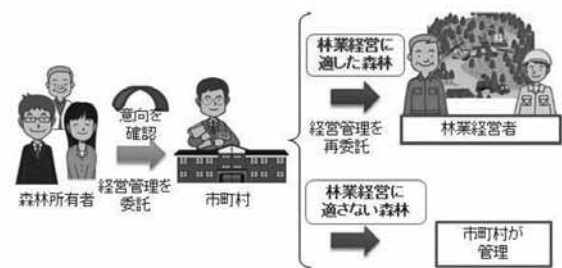 意向を
確認
経営管理を
委託
森林所有者
市町村
林業経営に
適した森林
経営管理を
再委託
林業経営者
林業経営に
適さない森林
市町村が
管理